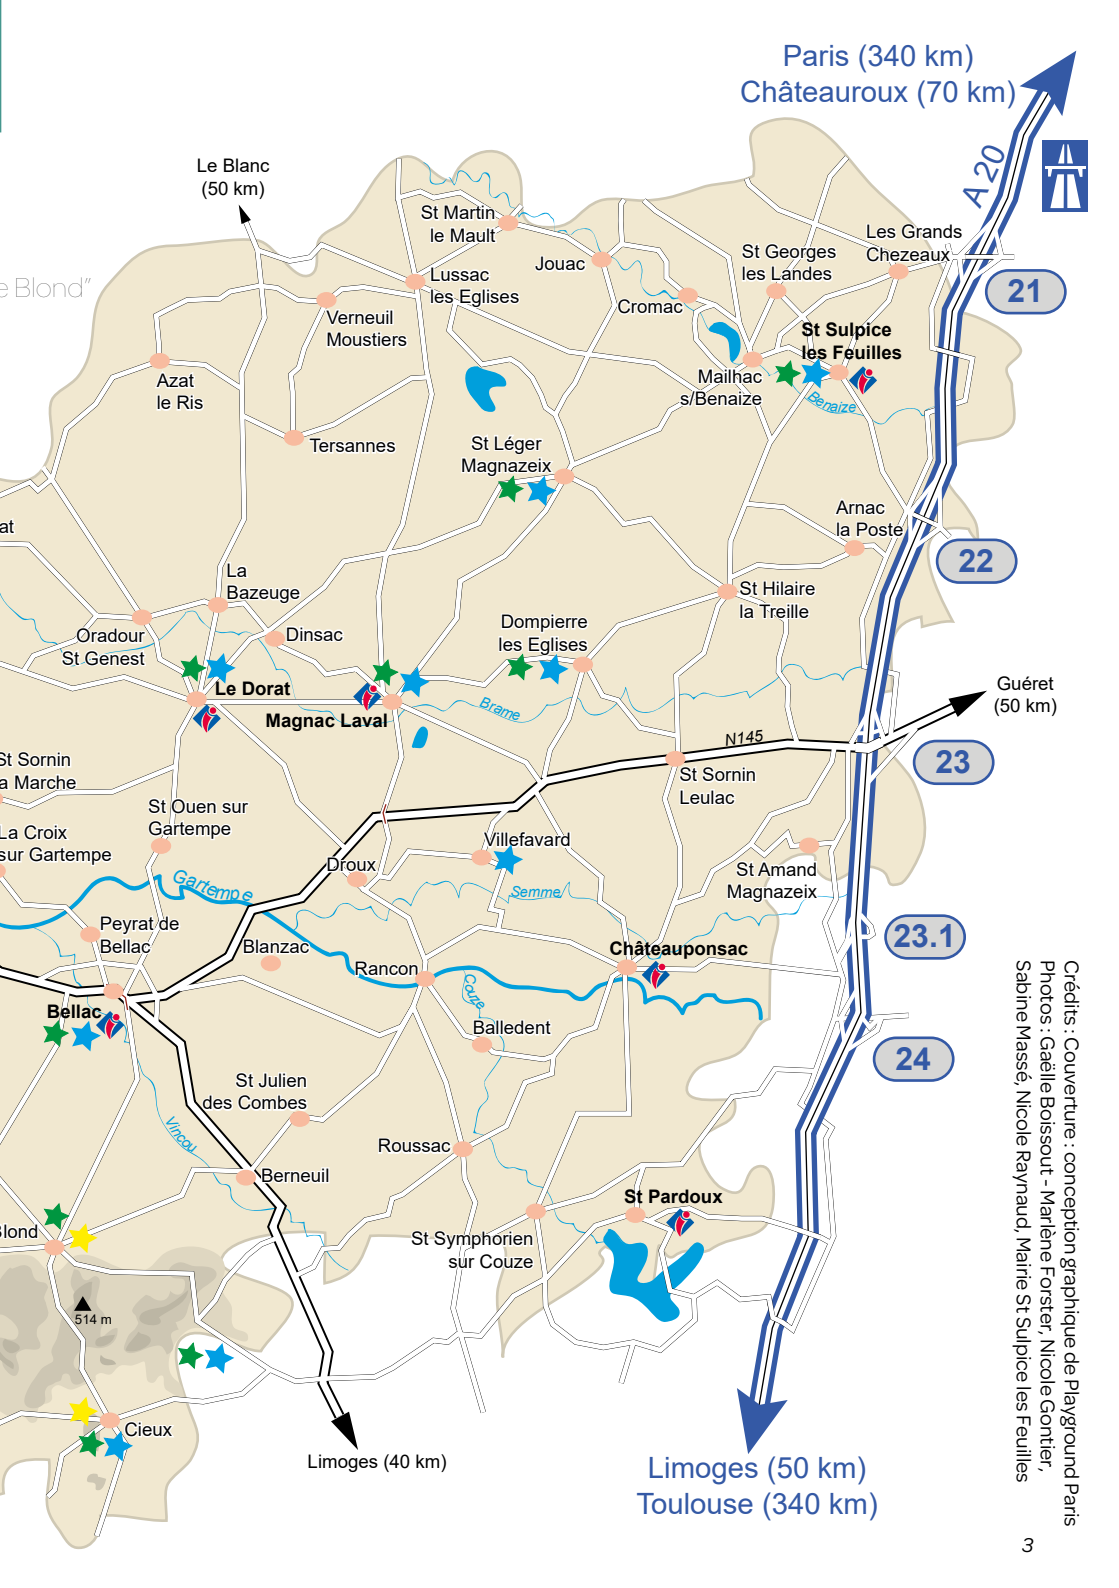 Paris (340 km)
Châteauroux (70 km)
A 20
Le Blanc
(50 km)
St Martin
le Mault
Les Grands
Chezeaux
St Georges
les Landes
Jouac
Lussac
les Eglises
21
e Blond"
Cromac
Verneuil
Moustiers
St Sulpice
les Feuilles
Mailhac
s/Benaize
Azat
le Ris
Benaize
Tersannes
St Léger
Magnazeix
Arnac
la Poste
at
22
La
Bazeuge
St Hilaire
la Treille
Oradour
St Genest
Dinsac
Dompierre
les Eglises
Le Dorat
Guéret
(50 km)
Magnac Laval
Brame
N145
23
St Sornin
a Marche
St Sornin
Leulac
St Ouen sur
Gartempe
La Croix
sur Gartempe
Villefavard
Droux
St Amand
Magnazeix
Gartempe
Semme
Peyrat de
Bellac
23.1
Blanzac
Châteauponsac
Rancon
Couze
Bellac
Balledent
24
St Julien
des Combes
Vincou
Roussac
Berneuil
St Pardoux
Blond
St Symphorien
sur Couze
514 m
Cieux
Limoges (40 km)
Limoges (50 km)
Toulouse (340 km)
Crédits : Couverture : conception graphique de Playground Paris
Photos : Gaëlle Boissout - Marlène Forster, Nicole Gontier,
Sabine Massé, Nicole Raynaud, Mairie St Sulpice les Feuilles
3